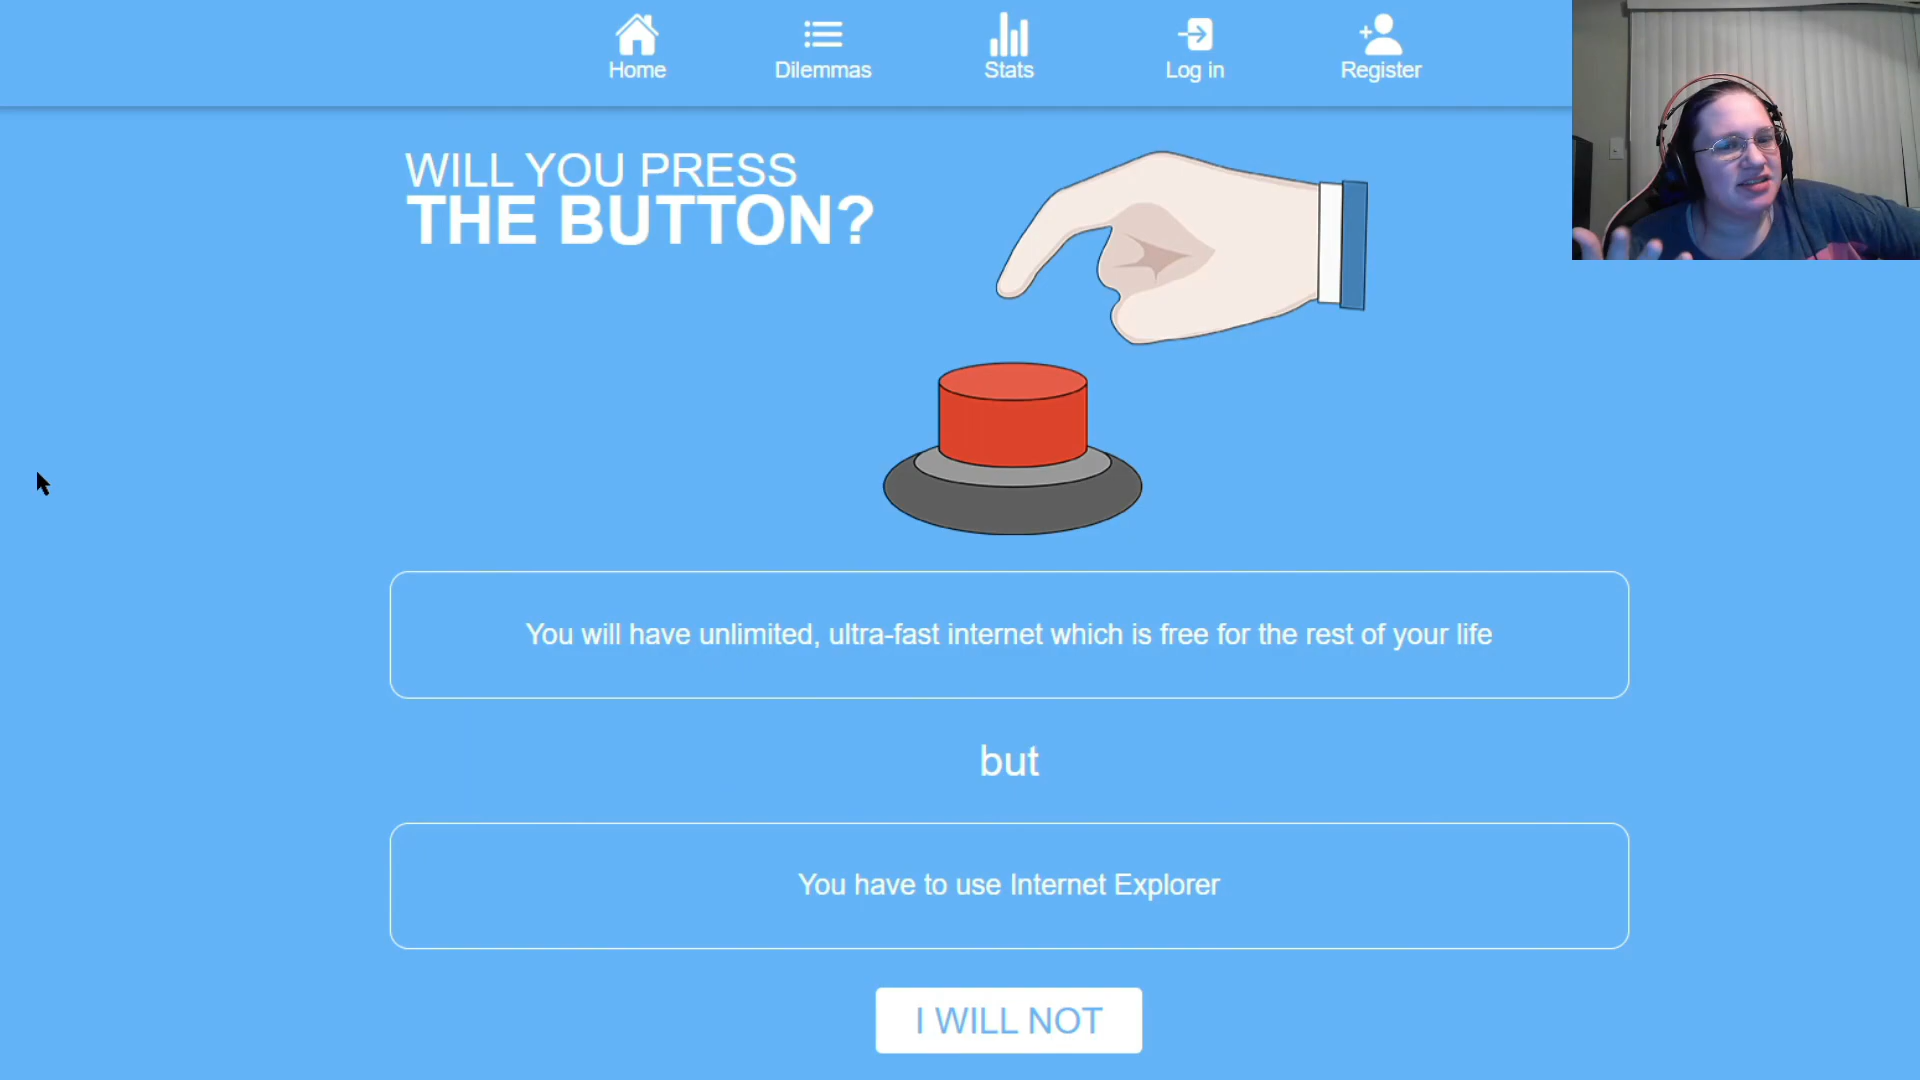 Home
Dilemmas
Stats
Log in
Register
WILL YOU PRESS
THE BUTTON?
You will have unlimited, ultra-fast internet which is free for the rest of your life
but
You have to use Internet Explorer
I WILL NOT